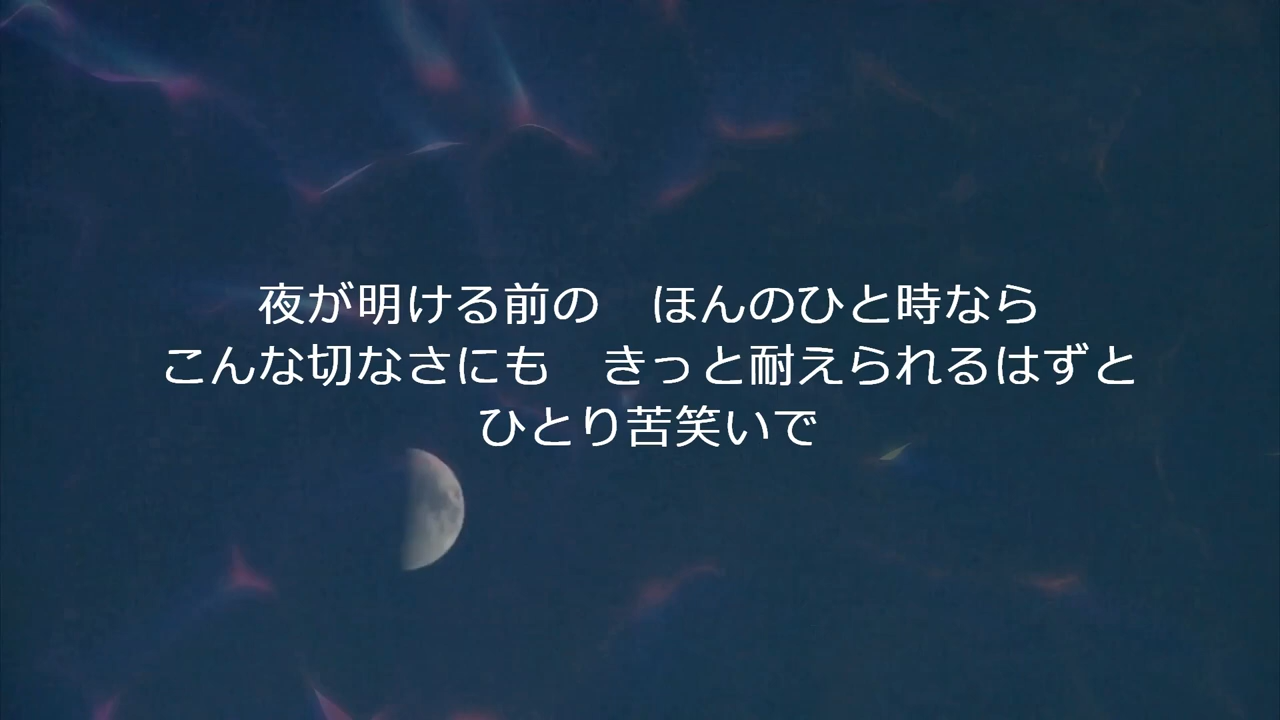 夜が明ける前の　ほんのひと時なら
こんな切なさにも　きっと耐えられるはずと
ひとり苦笑いで